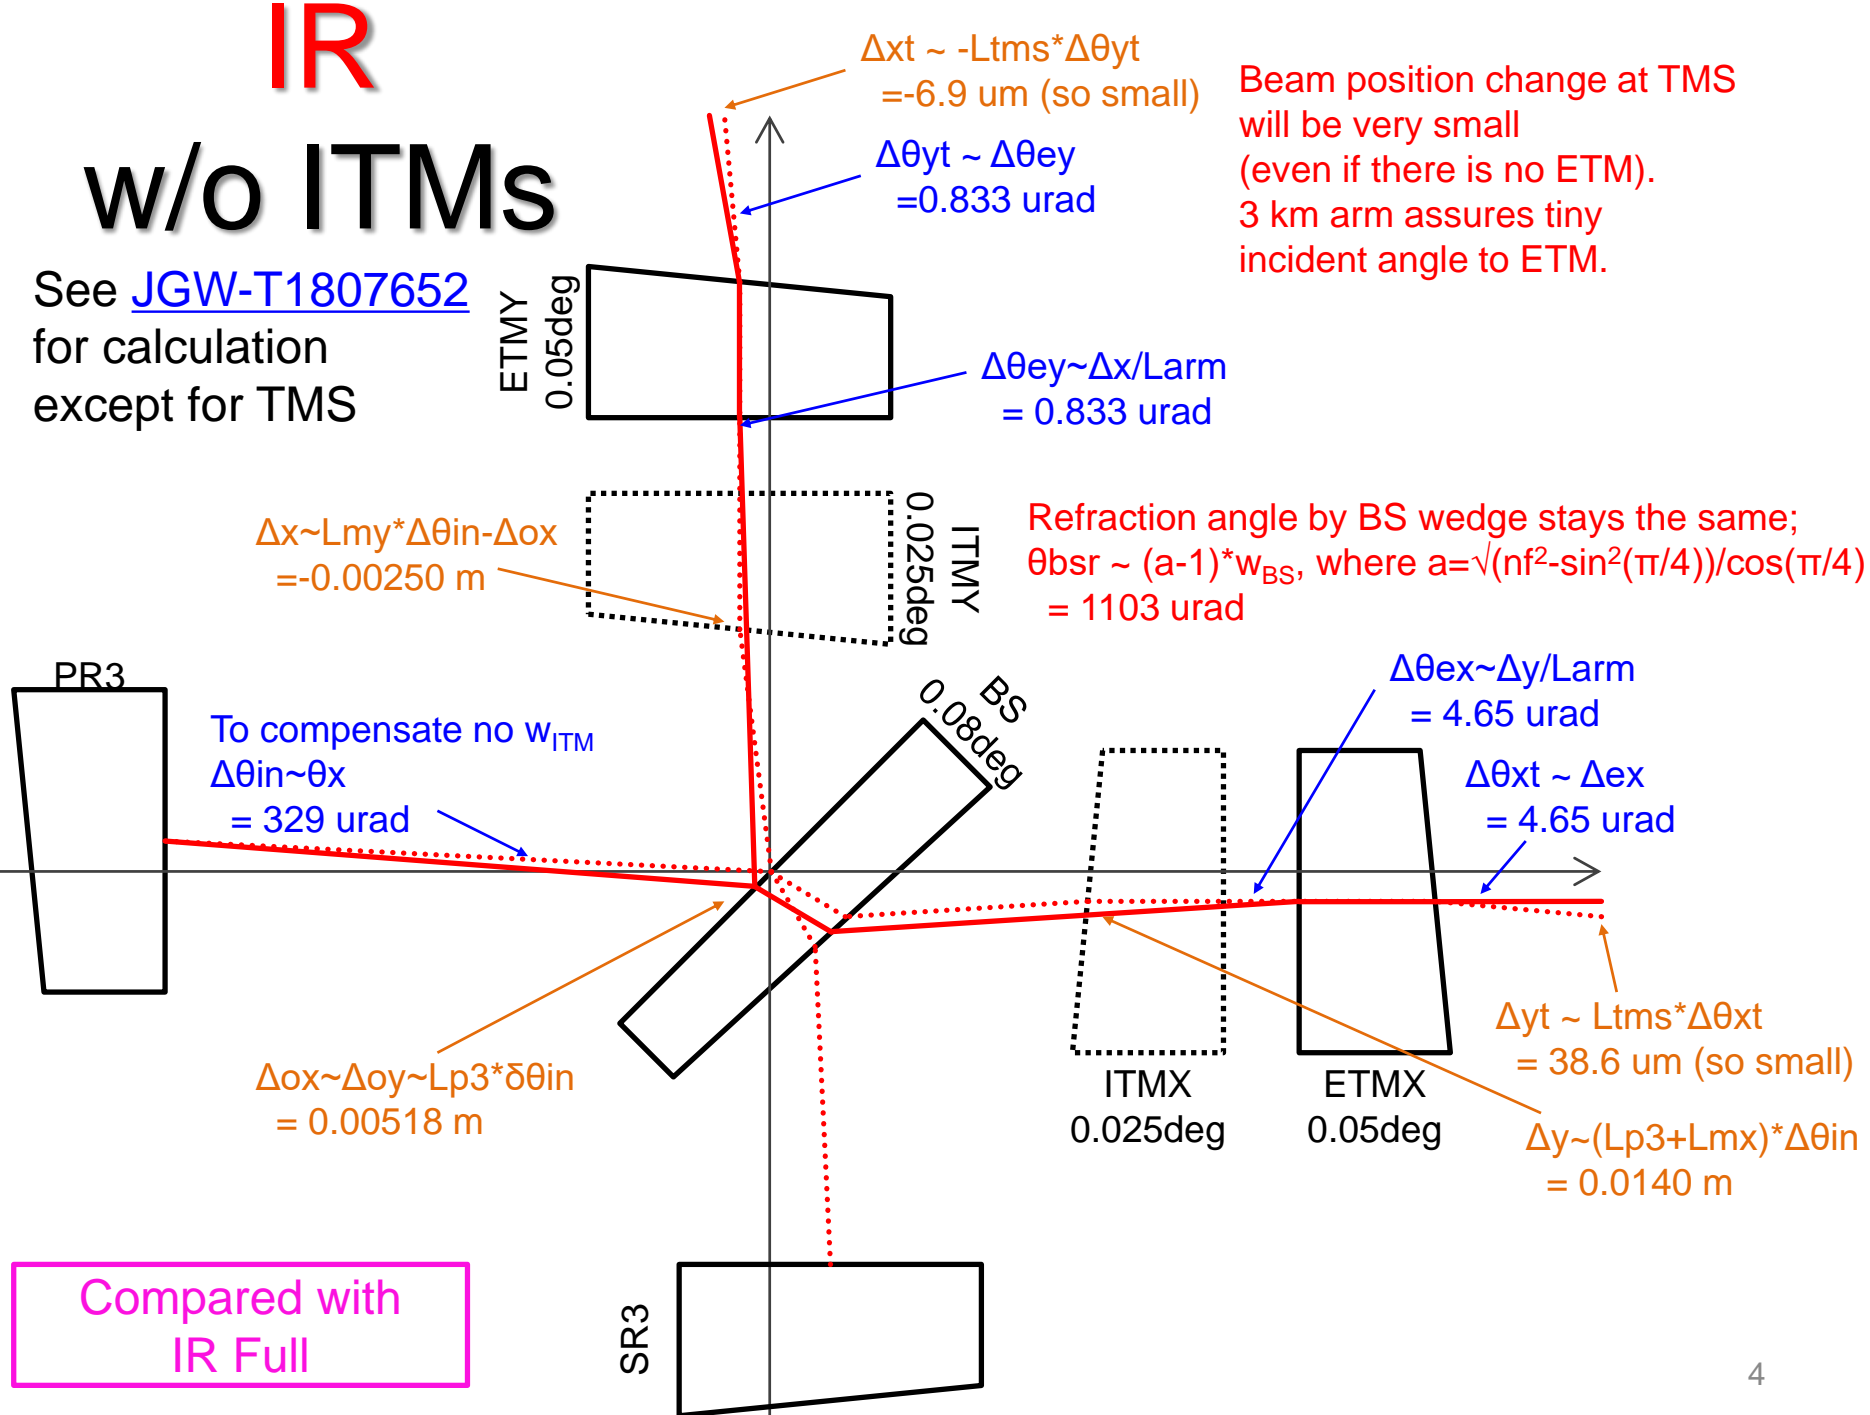 IR
w/o ITMs
See JGW-T1807652
for calculation
except for TMS
Δxt ~ -Ltms*Δθyt
=-6.9 um (so small)
Δθyt ~ Δθey
=0.833 urad
Beam position change at TMS
will be very small
(even if there is no ETM).
3 km arm assures tiny
incident angle to ETM.
ETMY
0.05deg
Δθey~Δx/Larm
= 0.833 urad
Δx~Lmy*Δθin-Δox
=-0.00250 m
ITMY
0.025deg
Refraction angle by BS wedge stays the same;
θbsr ~ (a-1)*wBS, where a=√(nf²-sin²(π/4))/cos(π/4)
= 1103 urad
PR3
To compensate no wITM
Δθin~θx
= 329 urad
BS
0.08deg
Δθex~Δy/Larm
= 4.65 urad
Δθxt ~ Δex
= 4.65 urad
Δox~Δoy~Lp3*δθin
= 0.00518 m
ITMX
0.025deg
ETMX
0.05deg
Δyt ~ Ltms*Δθxt
= 38.6 um (so small)
Δy~(Lp3+Lmx)*Δθin
= 0.0140 m
Compared with
IR Full
SR3
4